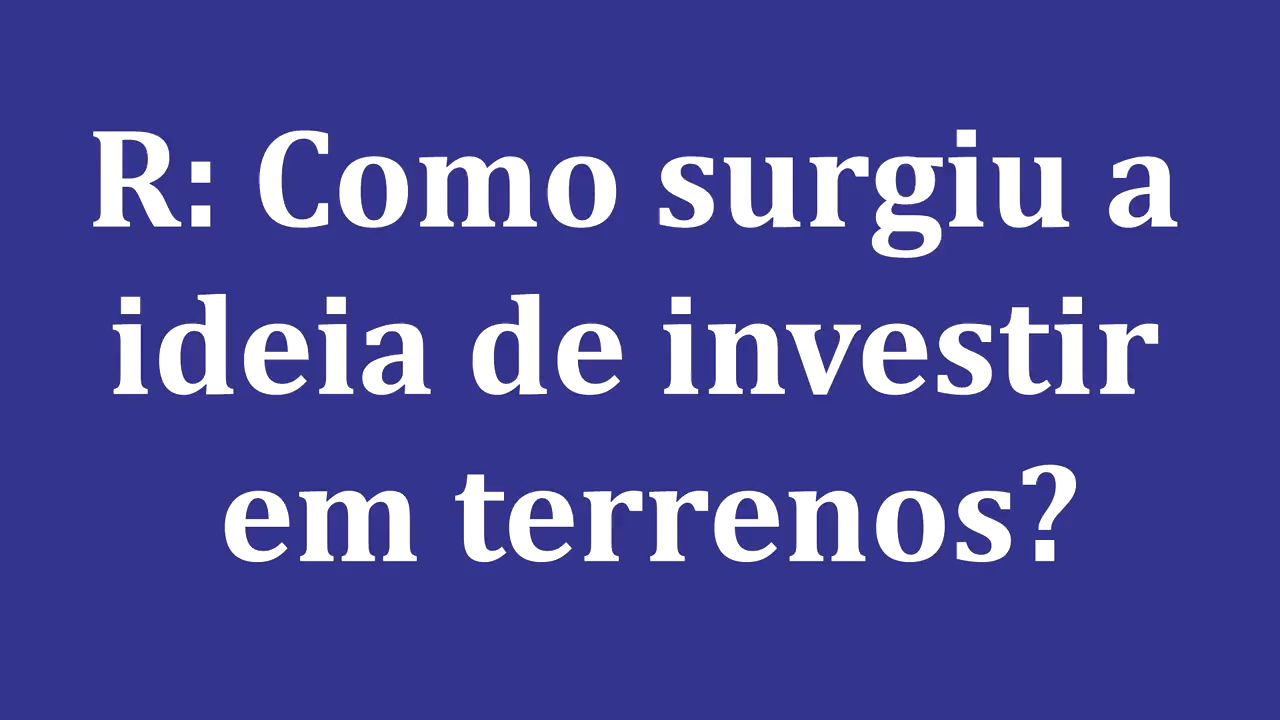 R: Como surgiu a
ideia de investir
em terrenos?